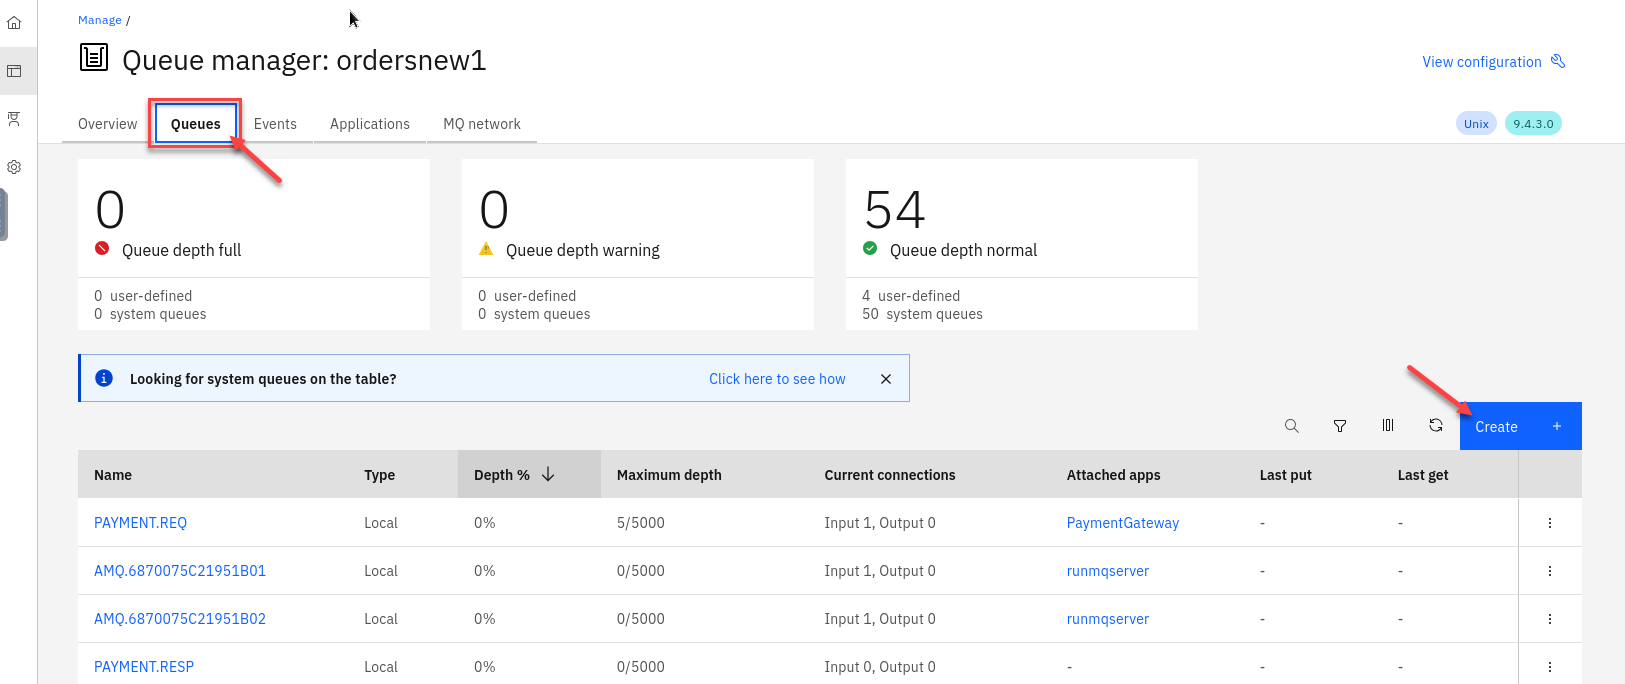 Manage /
Queue manager: ordersnew1
View configuration
Overview Queues Events Applications MQ network
Unix 9.4.3.0
0
Queue depth full
0 user-defined
0 system queues
0
Queue depth warning
0 user-defined
0 system queues
54
Queue depth normal
4 user-defined
50 system queues
Looking for system queues on the table? Click here to see how
Create +
Name Type Depth % Maximum depth Current connections Attached apps Last put Last get
PAYMENT.REQ Local 0% 5/5000 Input 1, Output 0 PaymentGateway - -
AMQ.6870075C21951B01 Local 0% 0/5000 Input 1, Output 0 runmqserver - -
AMQ.6870075C21951B02 Local 0% 0/5000 Input 1, Output 0 runmqserver - -
PAYMENT.RESP Local 0% 0/5000 Input 0, Output 0 - - -